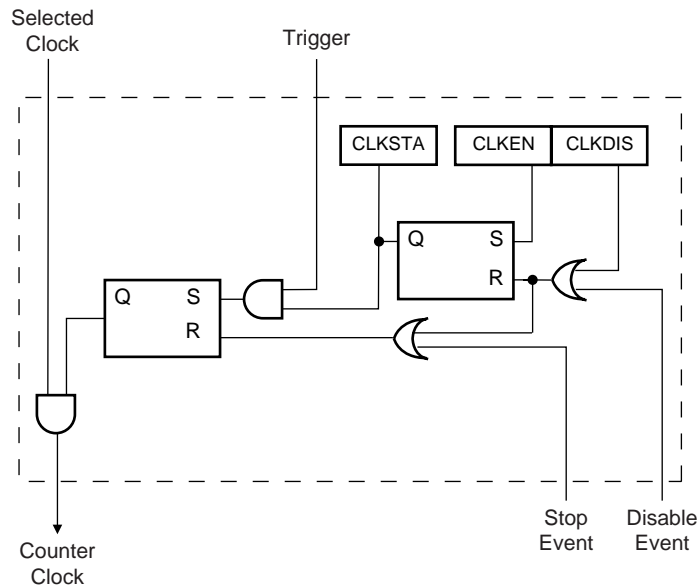 Selected
Clock
Trigger
CLKSTA
CLKEN
CLKDIS
Q
S
R
Q
S
R
Counter
Clock
Stop
Event
Disable
Event